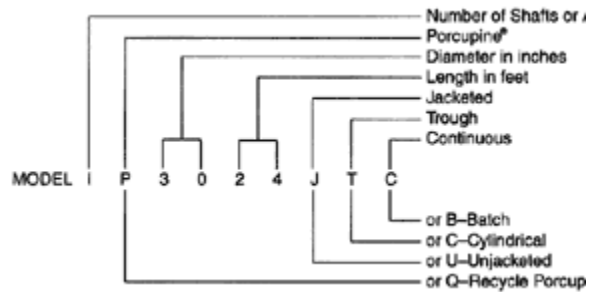 Number of Shafts or
Porcupine®
Diameter in inches
Length in feet
Jacketed
Trough
Continuous
MODEL I P 3 0 2 4 J T C
or B–Batch
or C–Cylindrical
or U–Unjacketed
or Q–Recycle Porcup